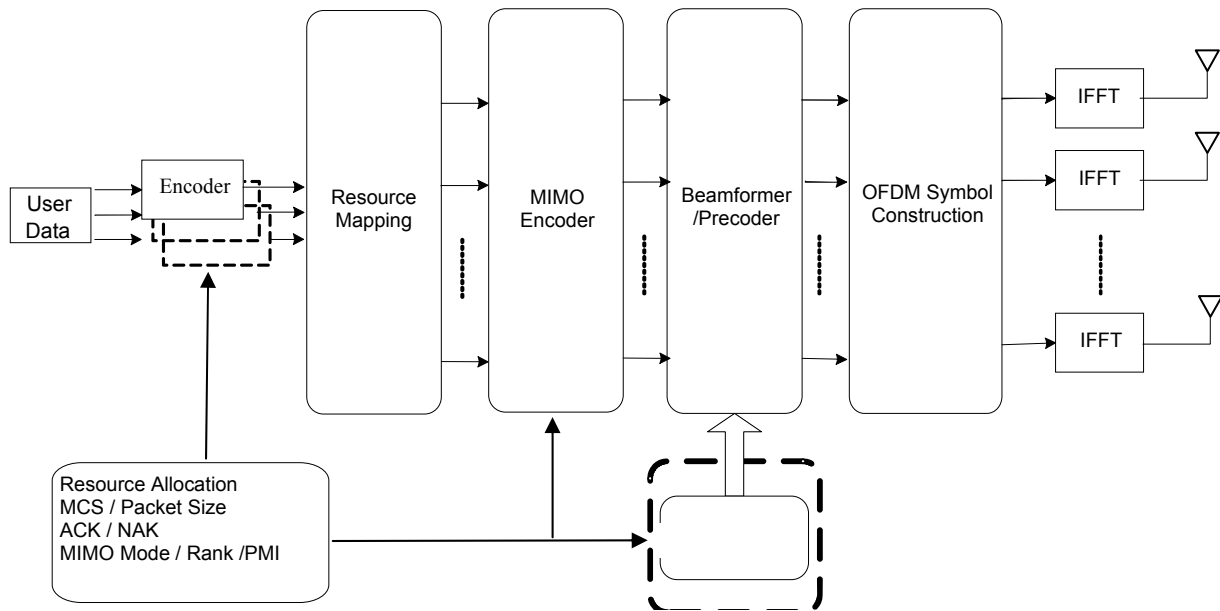 User
Data
Encoder
Resource
Mapping
MIMO
Encoder
Beamformer
/Precoder
OFDM Symbol
Construction
IFFT
IFFT
IFFT
Resource Allocation
MCS / Packet Size
ACK / NAK
MIMO Mode / Rank /PMI